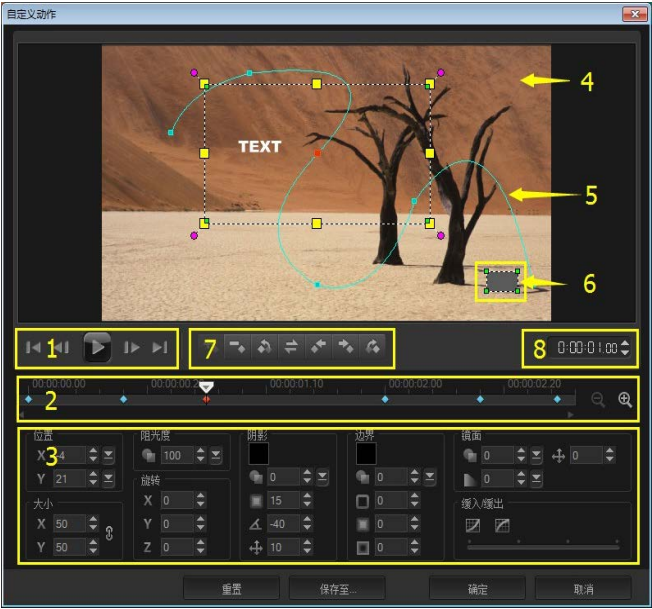 自定义动作
4
TEXT
5
6
1
7
8 0:00:01.00
00:00:00.00 00:00:01.10 00:00:02.00 00:00:02.20
2
位置 阻光度 阴影 边界 镜面
3
X 100 0 0
Y 21 0 0 0
旋转
大小 X 0 15 0 缓入/缓出
X 50 Y 0 -40 0
Y 50 Z 0 10 0
重置 保存至... 确定 取消